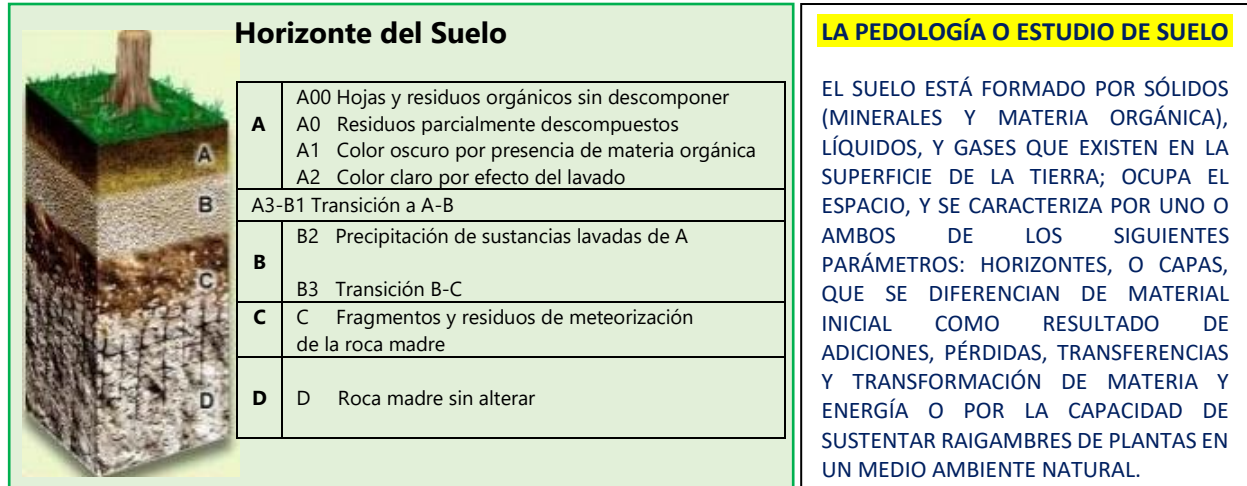 Horizonte del Suelo
A
B
C
D
A
A00 Hojas y residuos orgánicos sin descomponer
A0 Residuos parcialmente descompuestos
A1 Color oscuro por presencia de materia orgánica
A2 Color claro por efecto del lavado
A3-B1 Transición a A-B
B
B2 Precipitación de sustancias lavadas de A
B3 Transición B-C
C
C Fragmentos y residuos de meteorización
de la roca madre
D
D Roca madre sin alterar
LA PEDOLOGÍA O ESTUDIO DE SUELO
EL SUELO ESTÁ FORMADO POR SÓLIDOS
(MINERALES Y MATERIA ORGÁNICA),
LÍQUIDOS, Y GASES QUE EXISTEN EN LA
SUPERFICIE DE LA TIERRA; OCUPA EL
ESPACIO, Y SE CARACTERIZA POR UNO O
AMBOS DE LOS SIGUIENTES
PARÁMETROS: HORIZONTES, O CAPAS,
QUE SE DIFERENCIAN DE MATERIAL
INICIAL COMO RESULTADO DE
ADICIONES, PÉRDIDAS, TRANSFERENCIAS
Y TRANSFORMACIÓN DE MATERIA Y
ENERGÍA O POR LA CAPACIDAD DE
SUSTENTAR RAIGAMBRES DE PLANTAS EN
UN MEDIO AMBIENTE NATURAL.